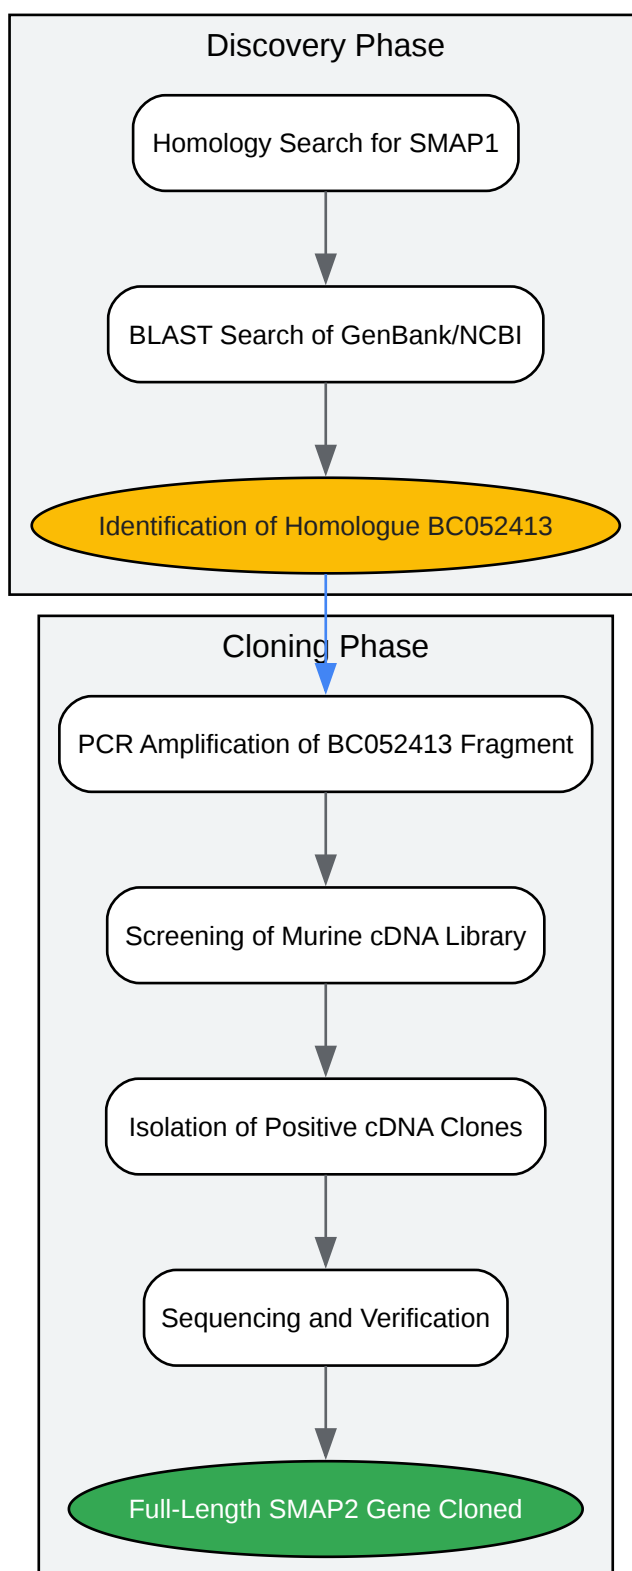 Discovery Phase
Homology Search for SMAP1
BLAST Search of GenBank/NCBI
Identification of Homologue BC052413
Cloning Phase
PCR Amplification of BC052413 Fragment
Screening of Murine cDNA Library
Isolation of Positive cDNA Clones
Sequencing and Verification
Full-Length SMAP2 Gene Cloned